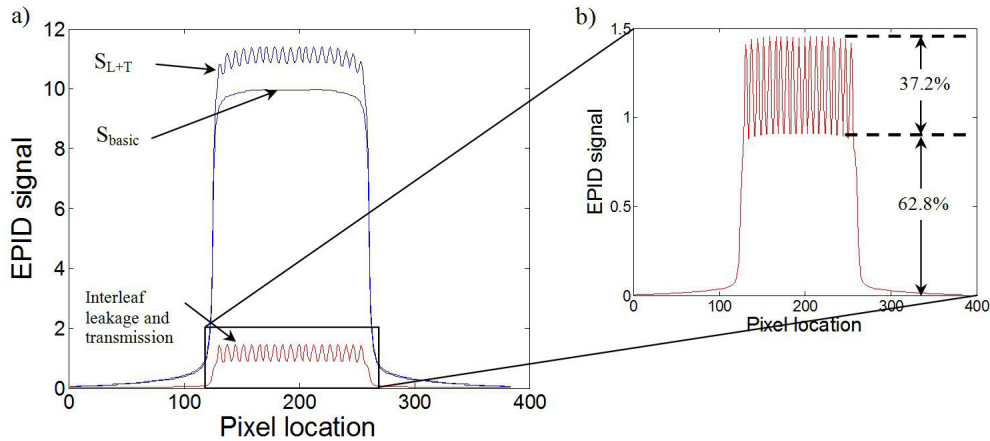 a)
EPID signal
12
10
8
6
4
2
0
S_L+T
S_basic
Interleaf
leakage and
transmission
0 100 200 300 400
Pixel location
b)
EPID signal
1.5
1
0.5
0
37.2%
62.8%
0 100 200 300 400
Pixel location